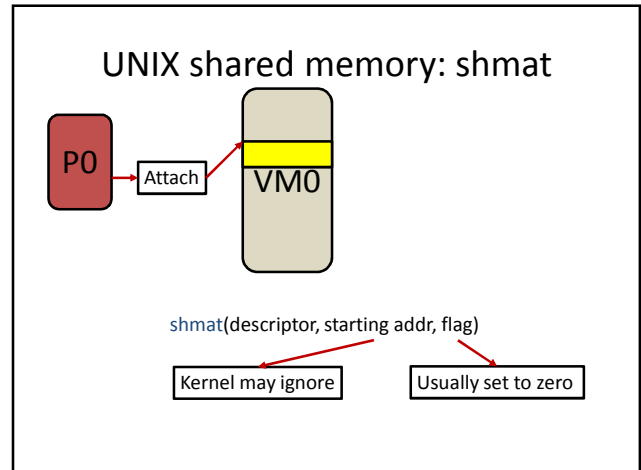 UNIX shared memory: shmat
P0
Attach
VM0
shmat(descriptor, starting addr, flag)
Kernel may ignore
Usually set to zero